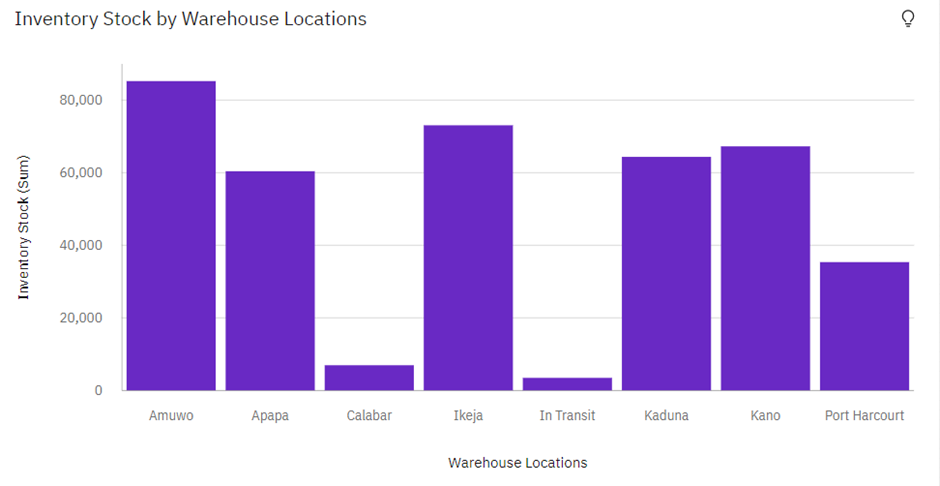 Inventory Stock by Warehouse Locations
Inventory Stock (Sum)
80,000
60,000
40,000
20,000
0
Amuwo Apapa Calabar Ikeja In Transit Kaduna Kano Port Harcourt
Warehouse Locations